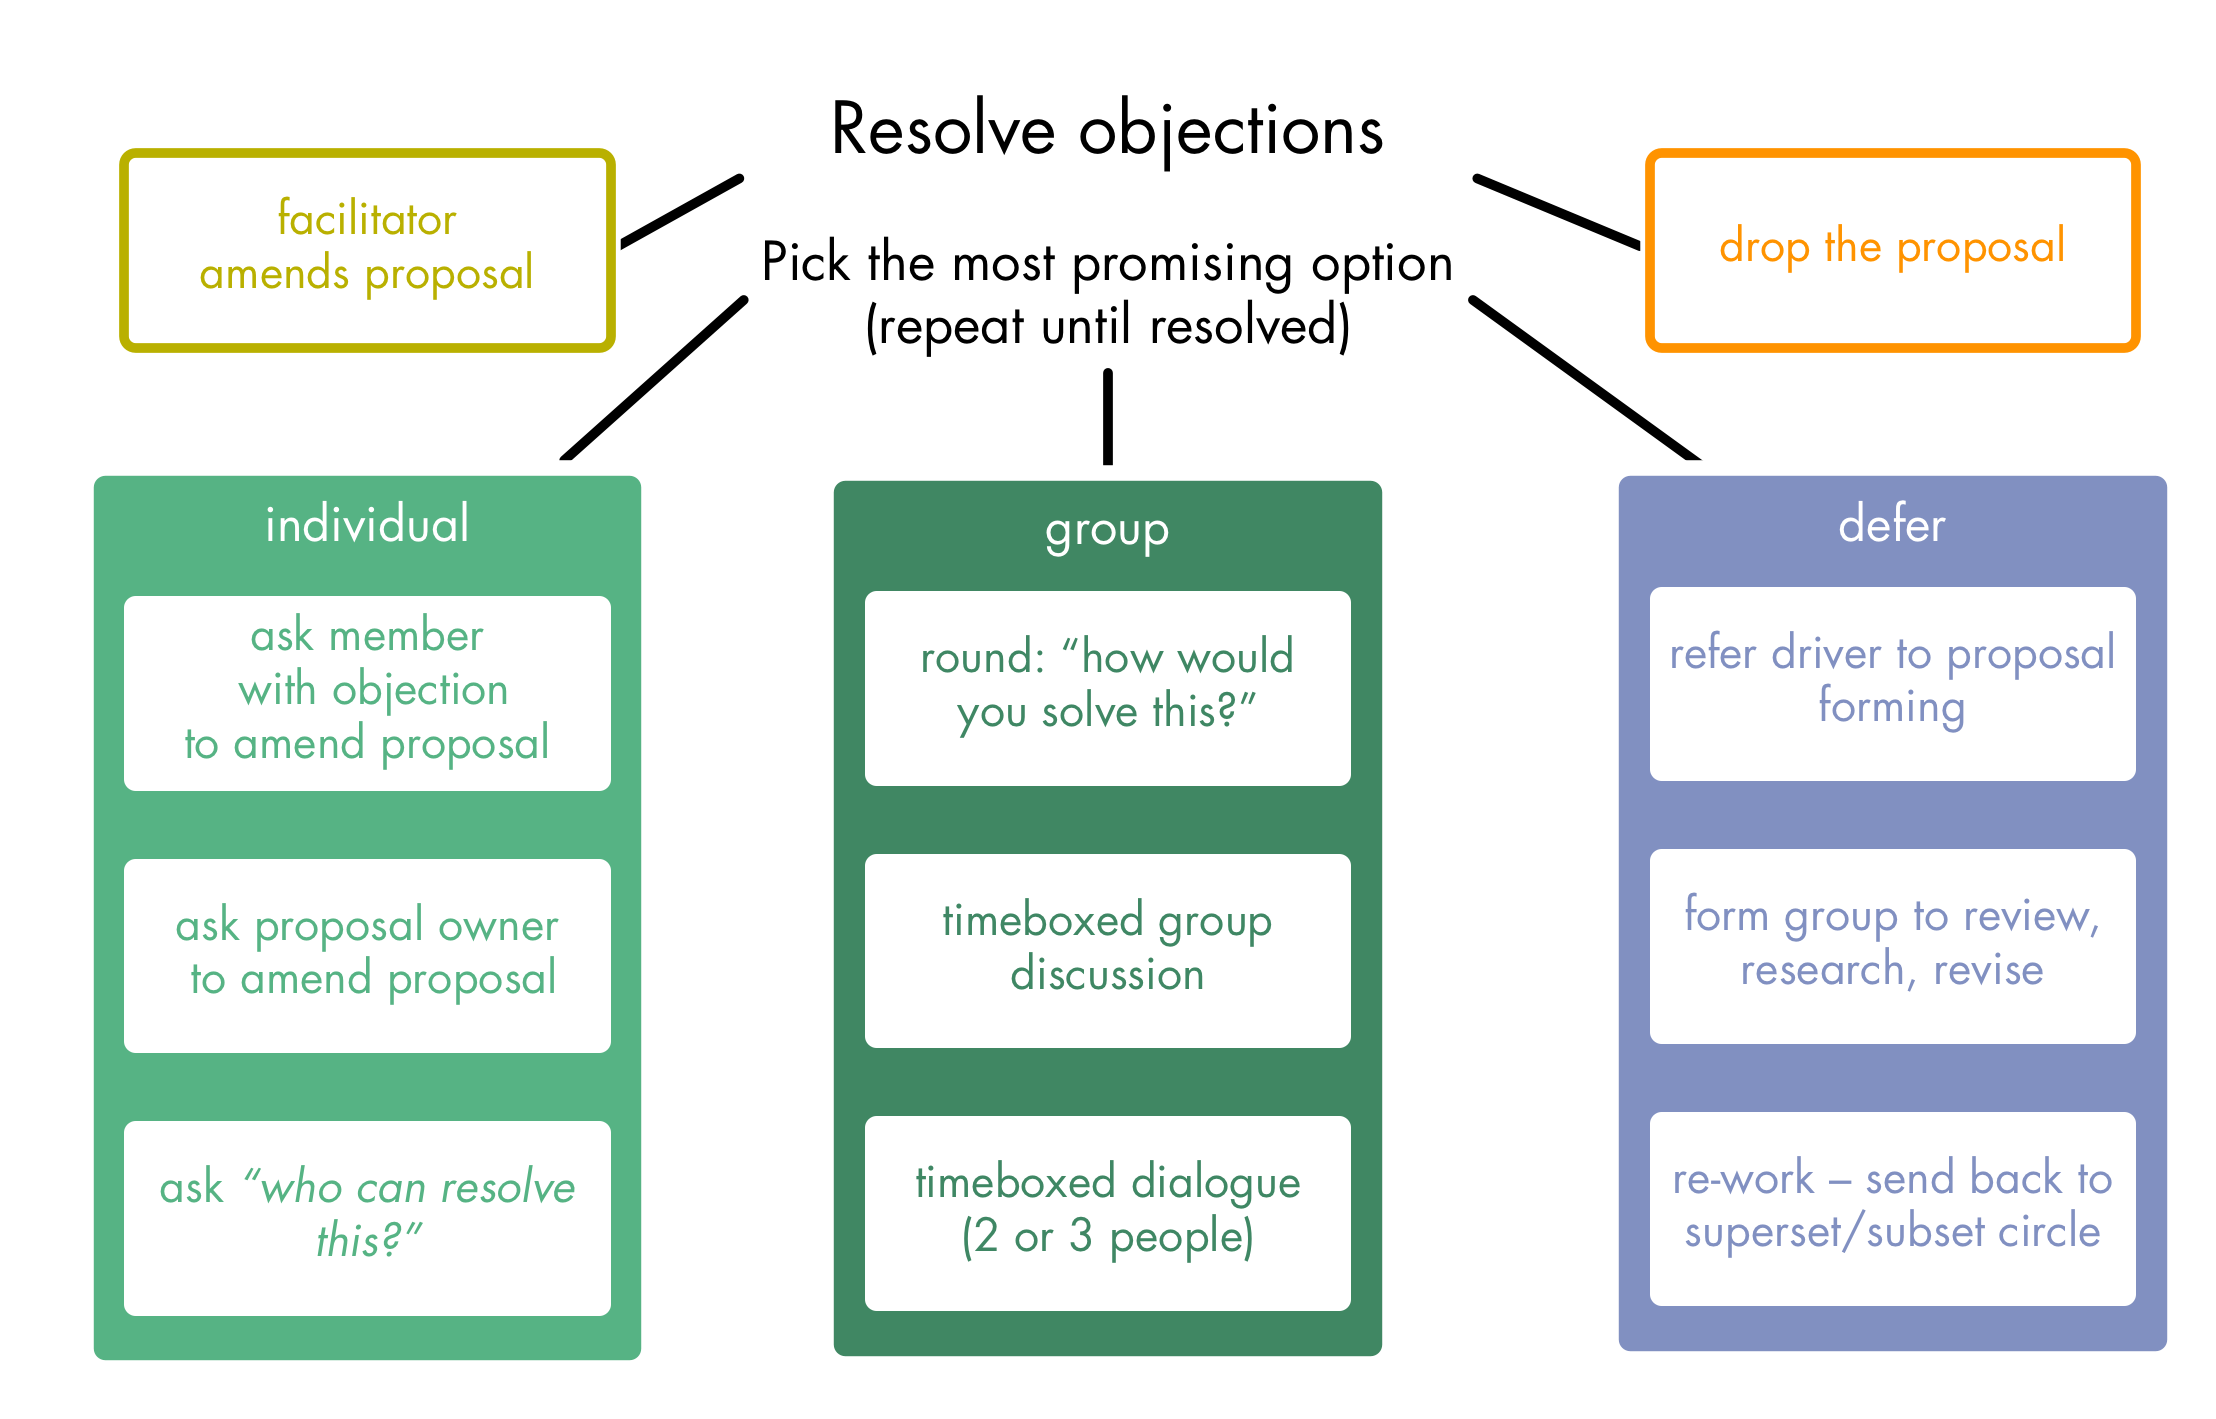 Resolve objections
Pick the most promising option
(repeat until resolved)
facilitator
amends proposal
drop the proposal
individual
ask member
with objection
to amend proposal
ask proposal owner
to amend proposal
ask “who can resolve
this?”
group
round: “how would
you solve this?”
timeboxed group
discussion
timeboxed dialogue
(2 or 3 people)
defer
refer driver to proposal
forming
form group to review,
research, revise
re-work – send back to
superset/subset circle